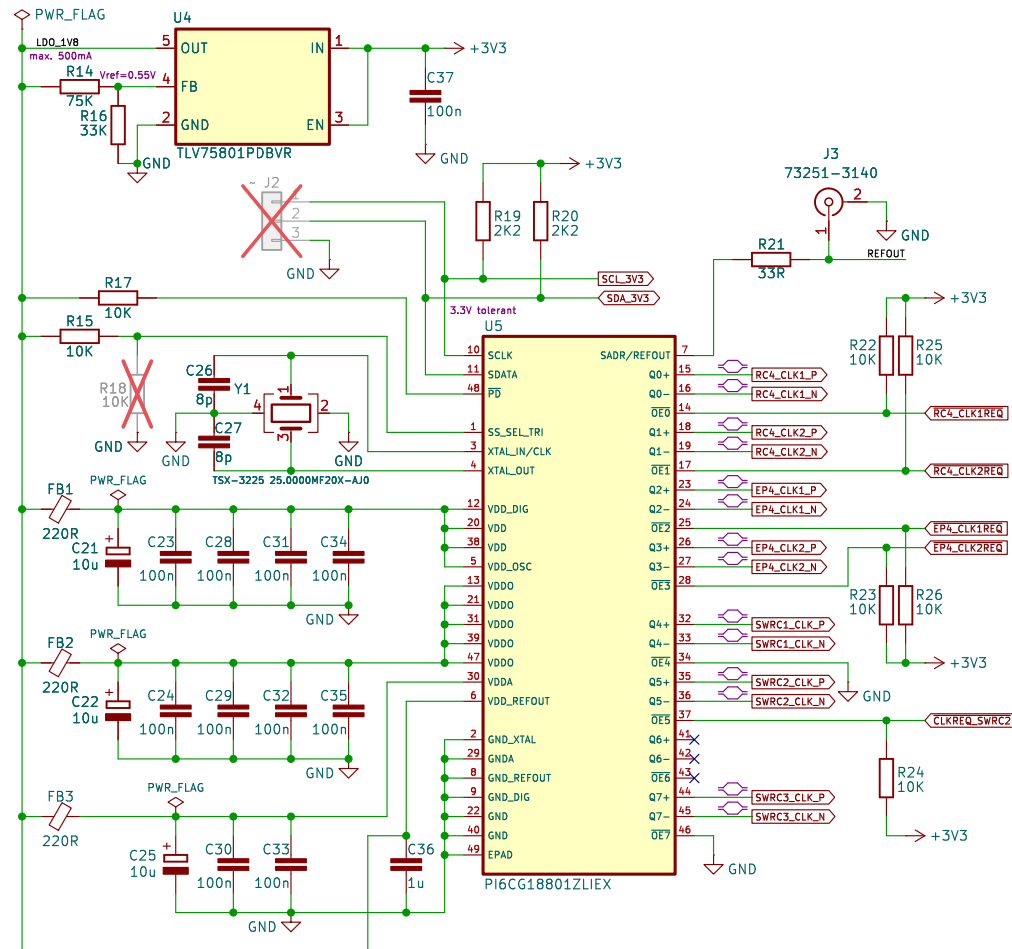 PWR_FLAG
U4
LDO_1V8
max. 500mA
5 OUT IN 1
+3V3
R14
75K
Vref=0.55V
4 FB
R16
33K
2 GND EN 3
GND
TLV75801PDBVR
C37
100n
GND
+3V3
~ J2
1
2
3
GND
R19
2K2
R20
2K2
J3
73251-3140
2
1
GND
R21
33R
REFOUT
SCL_3V3
SDA_3V3
3.3V tolerant
R17
10K
R15
10K
R18
10K
GND
+3V3
R22
10K
R25
10K
U5
10 SCLK
11 SDATA
48 PD
1 SS_SEL_TRI
3 XTAL_IN/CLK
4 XTAL_OUT
12 VDD_DIG
20 VDD
38 VDD
5 VDD_OSC
13 VDDO
21 VDDO
31 VDDO
39 VDDO
47 VDDO
30 VDDA
6 VDD_REFOUT
2 GND_XTAL
29 GNDA
8 GND_REFOUT
9 GND_DIG
22 GND
40 GND
49 EPAD
SADR/REFOUT 7
Q0+ 15 RC4_CLK1_P
Q0- 16 RC4_CLK1_N
OE0 14 RC4_CLK1REQ
Q1+ 18 RC4_CLK2_P
Q1- 19 RC4_CLK2_N
OE1 17 RC4_CLK2REQ
Q2+ 23 EP4_CLK1_P
Q2- 24 EP4_CLK1_N
OE2 25 EP4_CLK1REQ
Q3+ 26 EP4_CLK2_P
EP4_CLK2REQ
Q3- 27 EP4_CLK2_N
OE3 28
Q4+ 32 SWRC1_CLK_P
Q4- 33 SWRC1_CLK_N
OE4 34
Q5+ 35 SWRC2_CLK_P
Q5- 36 SWRC2_CLK_N
OE5 37 CLKREQ_SWRC2
Q6+ 41
Q6- 42
OE6 43
Q7+ 44 SWRC3_CLK_P
Q7- 45 SWRC3_CLK_N
OE7 46
PI6CG18801ZLIEX
GND
R23
10K
R26
10K
+3V3
GND
R24
10K
+3V3
C26
8p
C27
8p
Y1
1
4 2
3
GND
GND
TSX-3225 25.0000MF20X-AJ0
FB1
220R
PWR_FLAG
+
C21
10u
C23
100n
C28
100n
C31
100n
C34
100n
GND
FB2
220R
PWR_FLAG
+
C22
10u
C24
100n
C29
100n
C32
100n
C35
100n
GND
FB3
220R
PWR_FLAG
+
C25
10u
C30
100n
C33
100n
C36
1u
GND